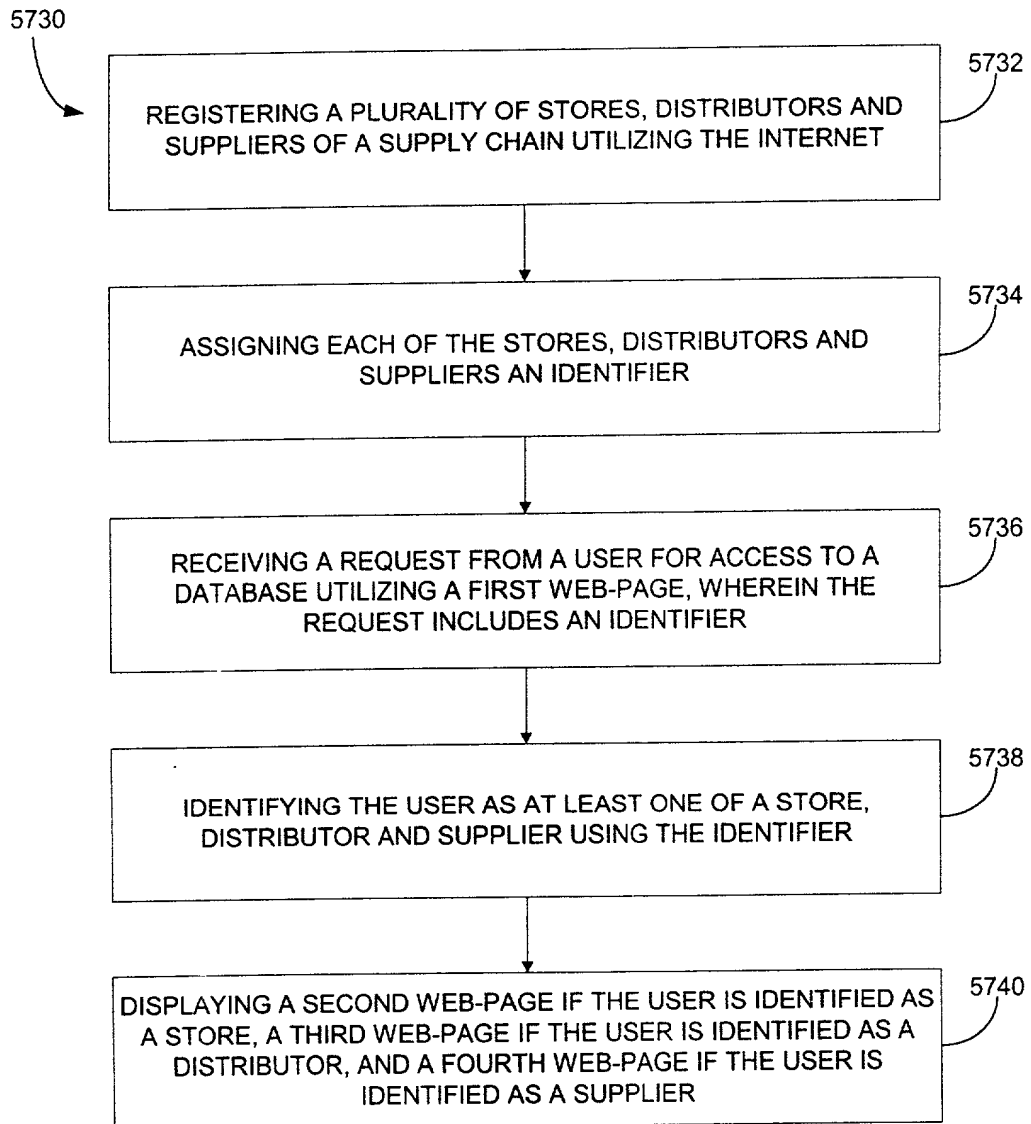 5730
5732
REGISTERING A PLURALITY OF STORES, DISTRIBUTORS AND
SUPPLIERS OF A SUPPLY CHAIN UTILIZING THE INTERNET
5734
ASSIGNING EACH OF THE STORES, DISTRIBUTORS AND
SUPPLIERS AN IDENTIFIER
5736
RECEIVING A REQUEST FROM A USER FOR ACCESS TO A
DATABASE UTILIZING A FIRST WEB-PAGE, WHEREIN THE
REQUEST INCLUDES AN IDENTIFIER
5738
IDENTIFYING THE USER AS AT LEAST ONE OF A STORE,
DISTRIBUTOR AND SUPPLIER USING THE IDENTIFIER
5740
DISPLAYING A SECOND WEB-PAGE IF THE USER IS IDENTIFIED AS
A STORE, A THIRD WEB-PAGE IF THE USER IS IDENTIFIED AS A
DISTRIBUTOR, AND A FOURTH WEB-PAGE IF THE USER IS
IDENTIFIED AS A SUPPLIER